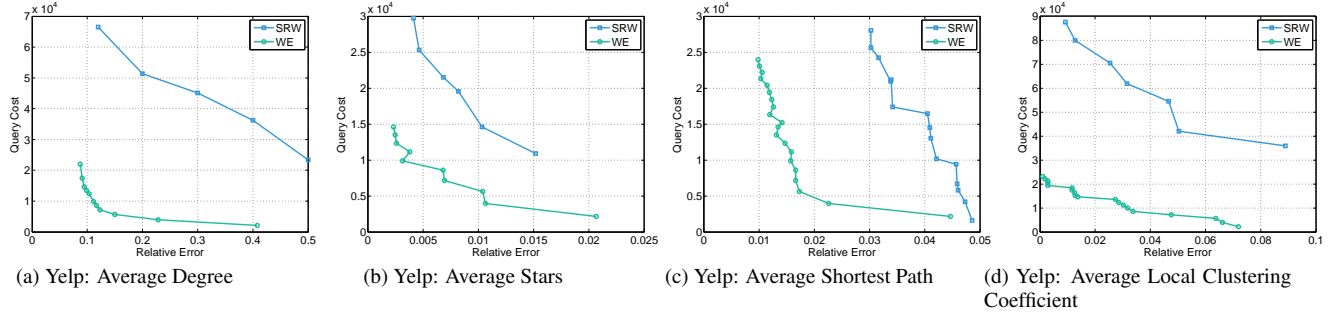 x 10^4
7
6
5
4
3
2
1
0
0 0.1 0.2 0.3 0.4 0.5
Query Cost
Relative Error
SRW
WE
(a) Yelp: Average Degree
3 x 10^4
2.5
2
1.5
1
0.5
0
0 0.005 0.01 0.015 0.02 0.025
Query Cost
Relative Error
SRW
WE
(b) Yelp: Average Stars
3 x 10^4
2.5
2
1.5
1
0.5
0
0 0.01 0.02 0.03 0.04 0.05
Query Cost
Relative Error
SRW
WE
(c) Yelp: Average Shortest Path
9 x 10^4
8
7
6
5
4
3
2
1
0
0 0.02 0.04 0.06 0.08 0.1
Query Cost
Relative Error
SRW
WE
(d) Yelp: Average Local Clustering
Coefficient